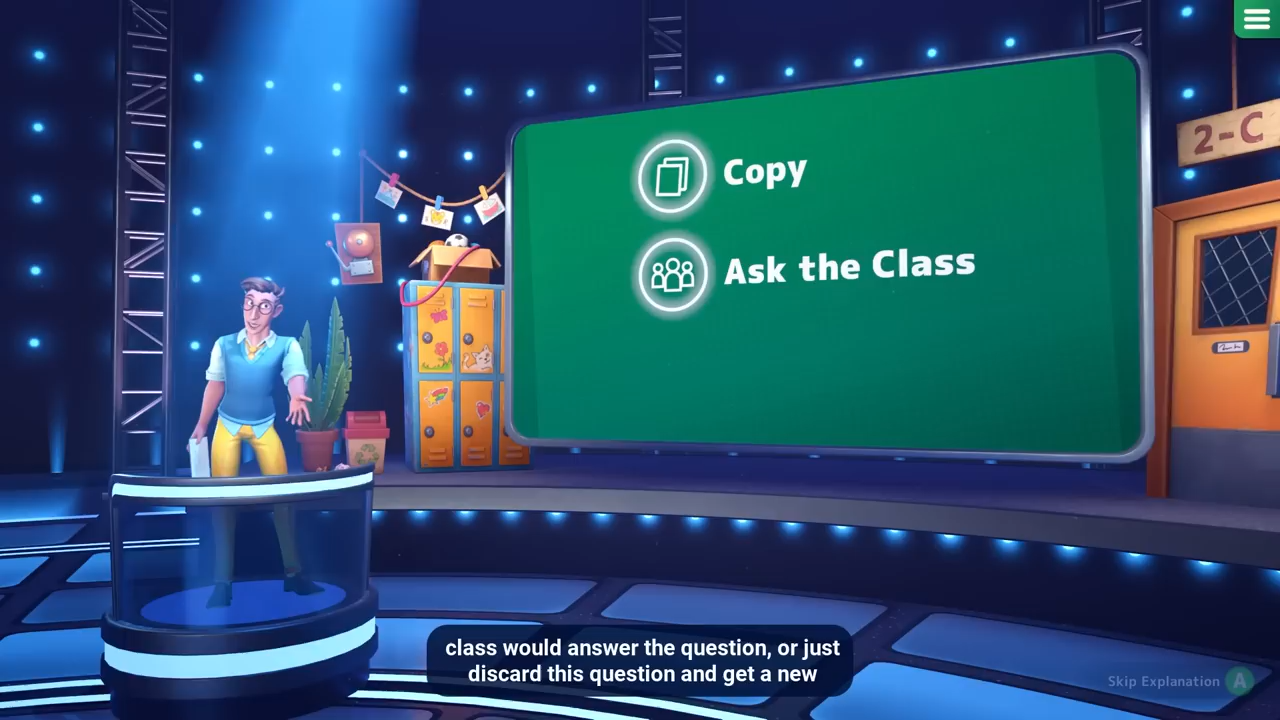 2-C
Copy
Ask the Class
class would answer the question, or just
discard this question and get a new
Skip Explanation A